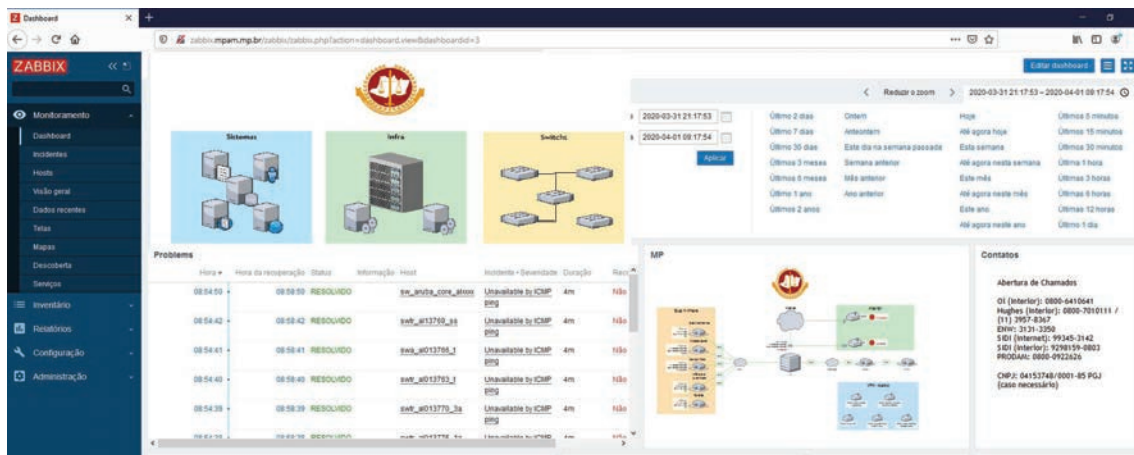 Dashboard
zabbix.mpam.mp.br/zabbix/zabbix.php?action=dashboard.view&dashboardid=3
ZABBIX
Editar dashboard
Reduzir o zoom
2020-03-31 21:17:53 – 2020-04-01 09:17:54
Monitoramento
Dashboard
Incidentes
Hosts
Visão geral
Dados recentes
Telas
Mapas
Descoberta
Serviços
Inventário
Relatórios
Configuração
Administração
Sistemas
Infra
Switchs
2020-03-31 21:17:53
2020-04-01 09:17:54
Aplicar
Último 2 dias
Último 7 dias
Último 30 dias
Últimos 3 meses
Últimos 6 meses
Último 1 ano
Últimos 2 anos
Ontem
Anteontem
Este dia na semana passada
Semana anterior
Mês anterior
Ano anterior
Hoje
Até agora hoje
Esta semana
Até agora nesta semana
Este mês
Até agora neste mês
Este ano
Até agora neste ano
Últimos 5 minutos
Últimos 15 minutos
Últimos 30 minutos
Última 1 hora
Últimas 3 horas
Últimas 6 horas
Últimas 12 horas
Último 1 dia
Problems
Hora Hora da recuperação Status Informação Host Incidente • Severidade Duração
08:54:50 08:58:50 RESOLVIDO Unavailable by ICMP ping 4m Não
08:54:42 08:58:42 RESOLVIDO Unavailable by ICMP ping 4m Não
08:54:41 08:58:41 RESOLVIDO Unavailable by ICMP ping 4m Não
08:54:40 08:58:40 RESOLVIDO Unavailable by ICMP ping 4m Não
08:54:39 08:58:39 RESOLVIDO Unavailable by ICMP ping 4m Não
MP
Contatos
Abertura de Chamados
Oi (Interior): 0800-6410641
Hughes (Interior): 0800-7010111 /
(11) 3957-8367
ENW: 3131-3350
SIDI (Internet): 99345-3142
SIDI (Interior): 9298159-0803
PRODAN: 0800-0922626
CNPJ: 04153748/0001-85 PGJ
(caso necessário)